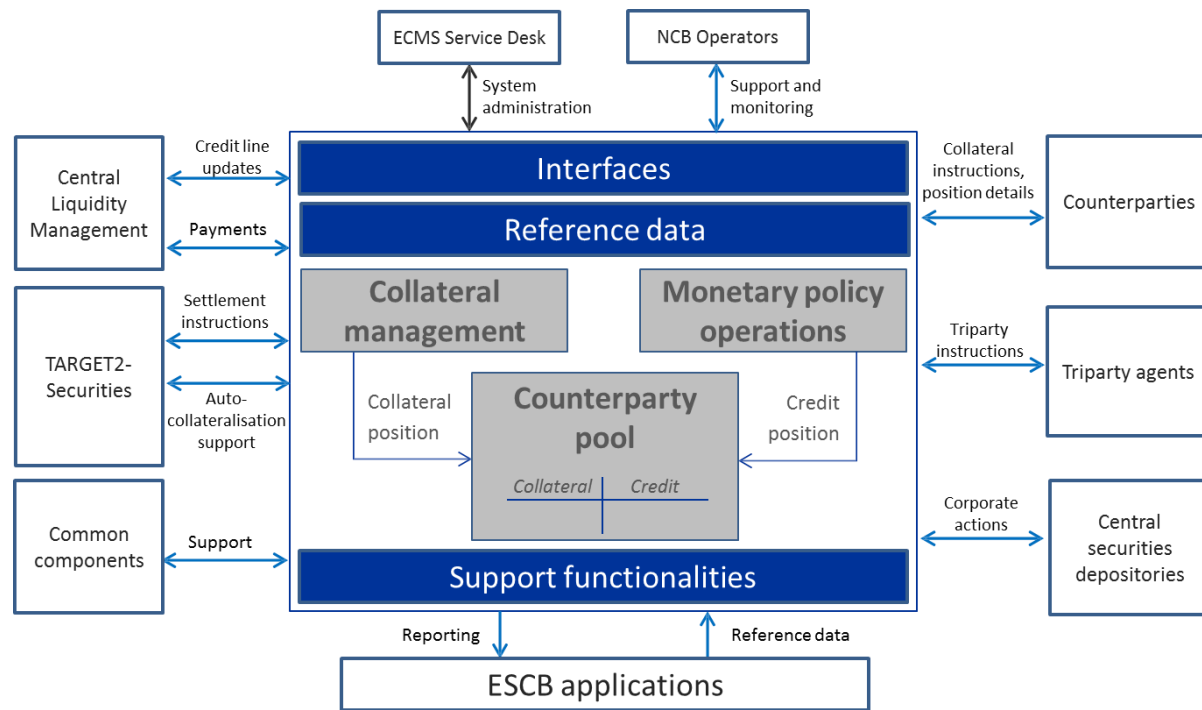 ECMS Service Desk
NCB Operators
System
administration
Support and
monitoring
Central
Liquidity
Management
Credit line
updates
Payments
TARGET2-
Securities
Settlement
instructions
Auto-
collateralisation
support
Common
components
Support
Interfaces
Reference data
Collateral
management
Monetary policy
operations
Collateral
position
Counterparty
pool
Collateral
Credit
Credit
position
Support functionalities
Collateral
instructions,
position details
Counterparties
Triparty
instructions
Triparty agents
Corporate
actions
Central
securities
depositories
Reporting
Reference data
ESCB applications